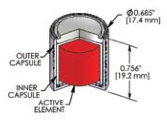 Ø0.685"
[17.4 mm]
OUTER
CAPSULE
0.756"
[19.2 mm]
INNER
CAPSULE
ACTIVE
ELEMENT